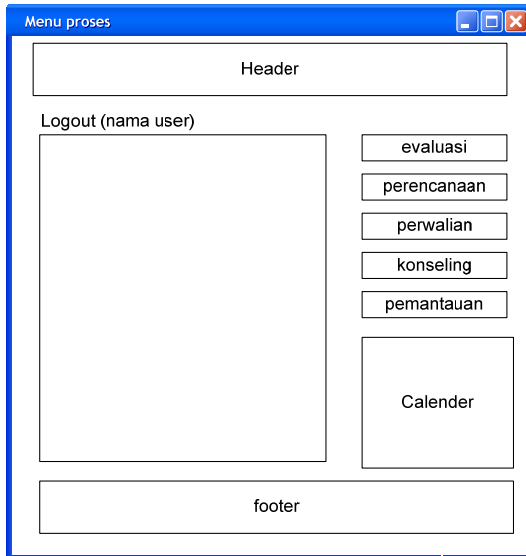 Menu proses
Header
Logout (nama user)
evaluasi
perencanaan
perwalian
konseling
pemantauan
Calender
footer